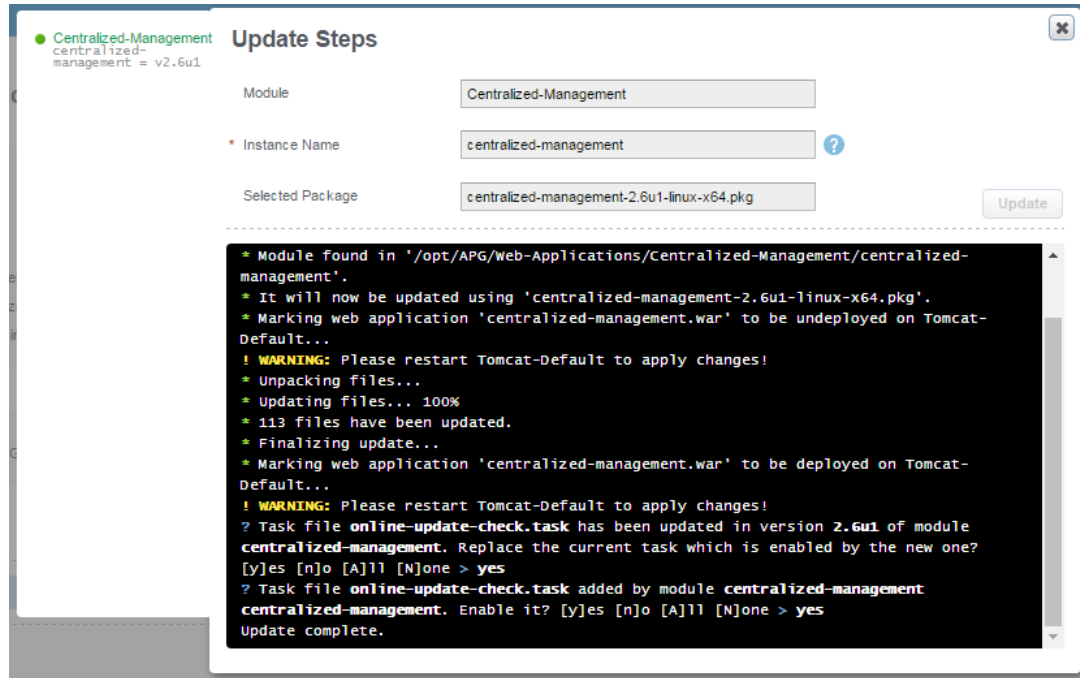 Centralized-Management
centralized-
management = v2.6u1
Update Steps
Module
Centralized-Management
* Instance Name
centralized-management
?
Selected Package
centralized-management-2.6u1-linux-x64.pkg
Update
* Module found in '/opt/APG/Web-Applications/Centralized-Management/centralized-
management'.
* It will now be updated using 'centralized-management-2.6u1-linux-x64.pkg'.
* Marking web application 'centralized-management.war' to be undeployed on Tomcat-
Default...
! WARNING: Please restart Tomcat-Default to apply changes!
* Unpacking files...
* Updating files... 100%
* 113 files have been updated.
* Finalizing update...
* Marking web application 'centralized-management.war' to be deployed on Tomcat-
Default...
! WARNING: Please restart Tomcat-Default to apply changes!
? Task file online-update-check.task has been updated in version 2.6u1 of module
centralized-management. Replace the current task which is enabled by the new one?
[y]es [n]o [A]ll [N]one > yes
? Task file online-update-check.task added by module centralized-management
centralized-management. Enable it? [y]es [n]o [A]ll [N]one > yes
Update complete.